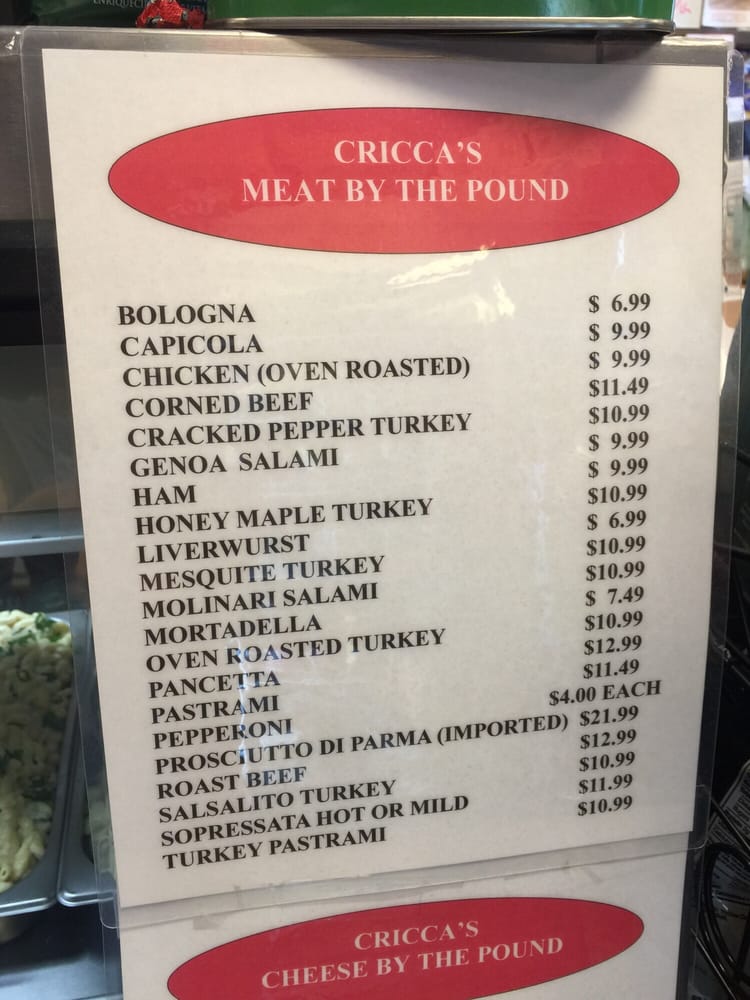 CRICCA'S
MEAT BY THE POUND
BOLOGNA $ 6.99
CAPICOLA $ 9.99
CHICKEN (OVEN ROASTED) $ 9.99
CORNED BEEF $11.49
CRACKED PEPPER TURKEY $10.99
GENOA SALAMI $ 9.99
HAM $ 9.99
HONEY MAPLE TURKEY $10.99
LIVERWURST $ 6.99
MESQUITE TURKEY $10.99
MOLINARI SALAMI $10.99
MORTADELLA $ 7.49
OVEN ROASTED TURKEY $10.99
PANCETTA $12.99
PASTRAMI $11.49
PEPPERONI $4.00 EACH
PROSCIUTTO DI PARMA (IMPORTED) $21.99
ROAST BEEF $12.99
SALSALITO TURKEY $10.99
SOPRESSATA HOT OR MILD $11.99
TURKEY PASTRAMI $10.99
CRICCA'S
CHEESE BY THE POUND